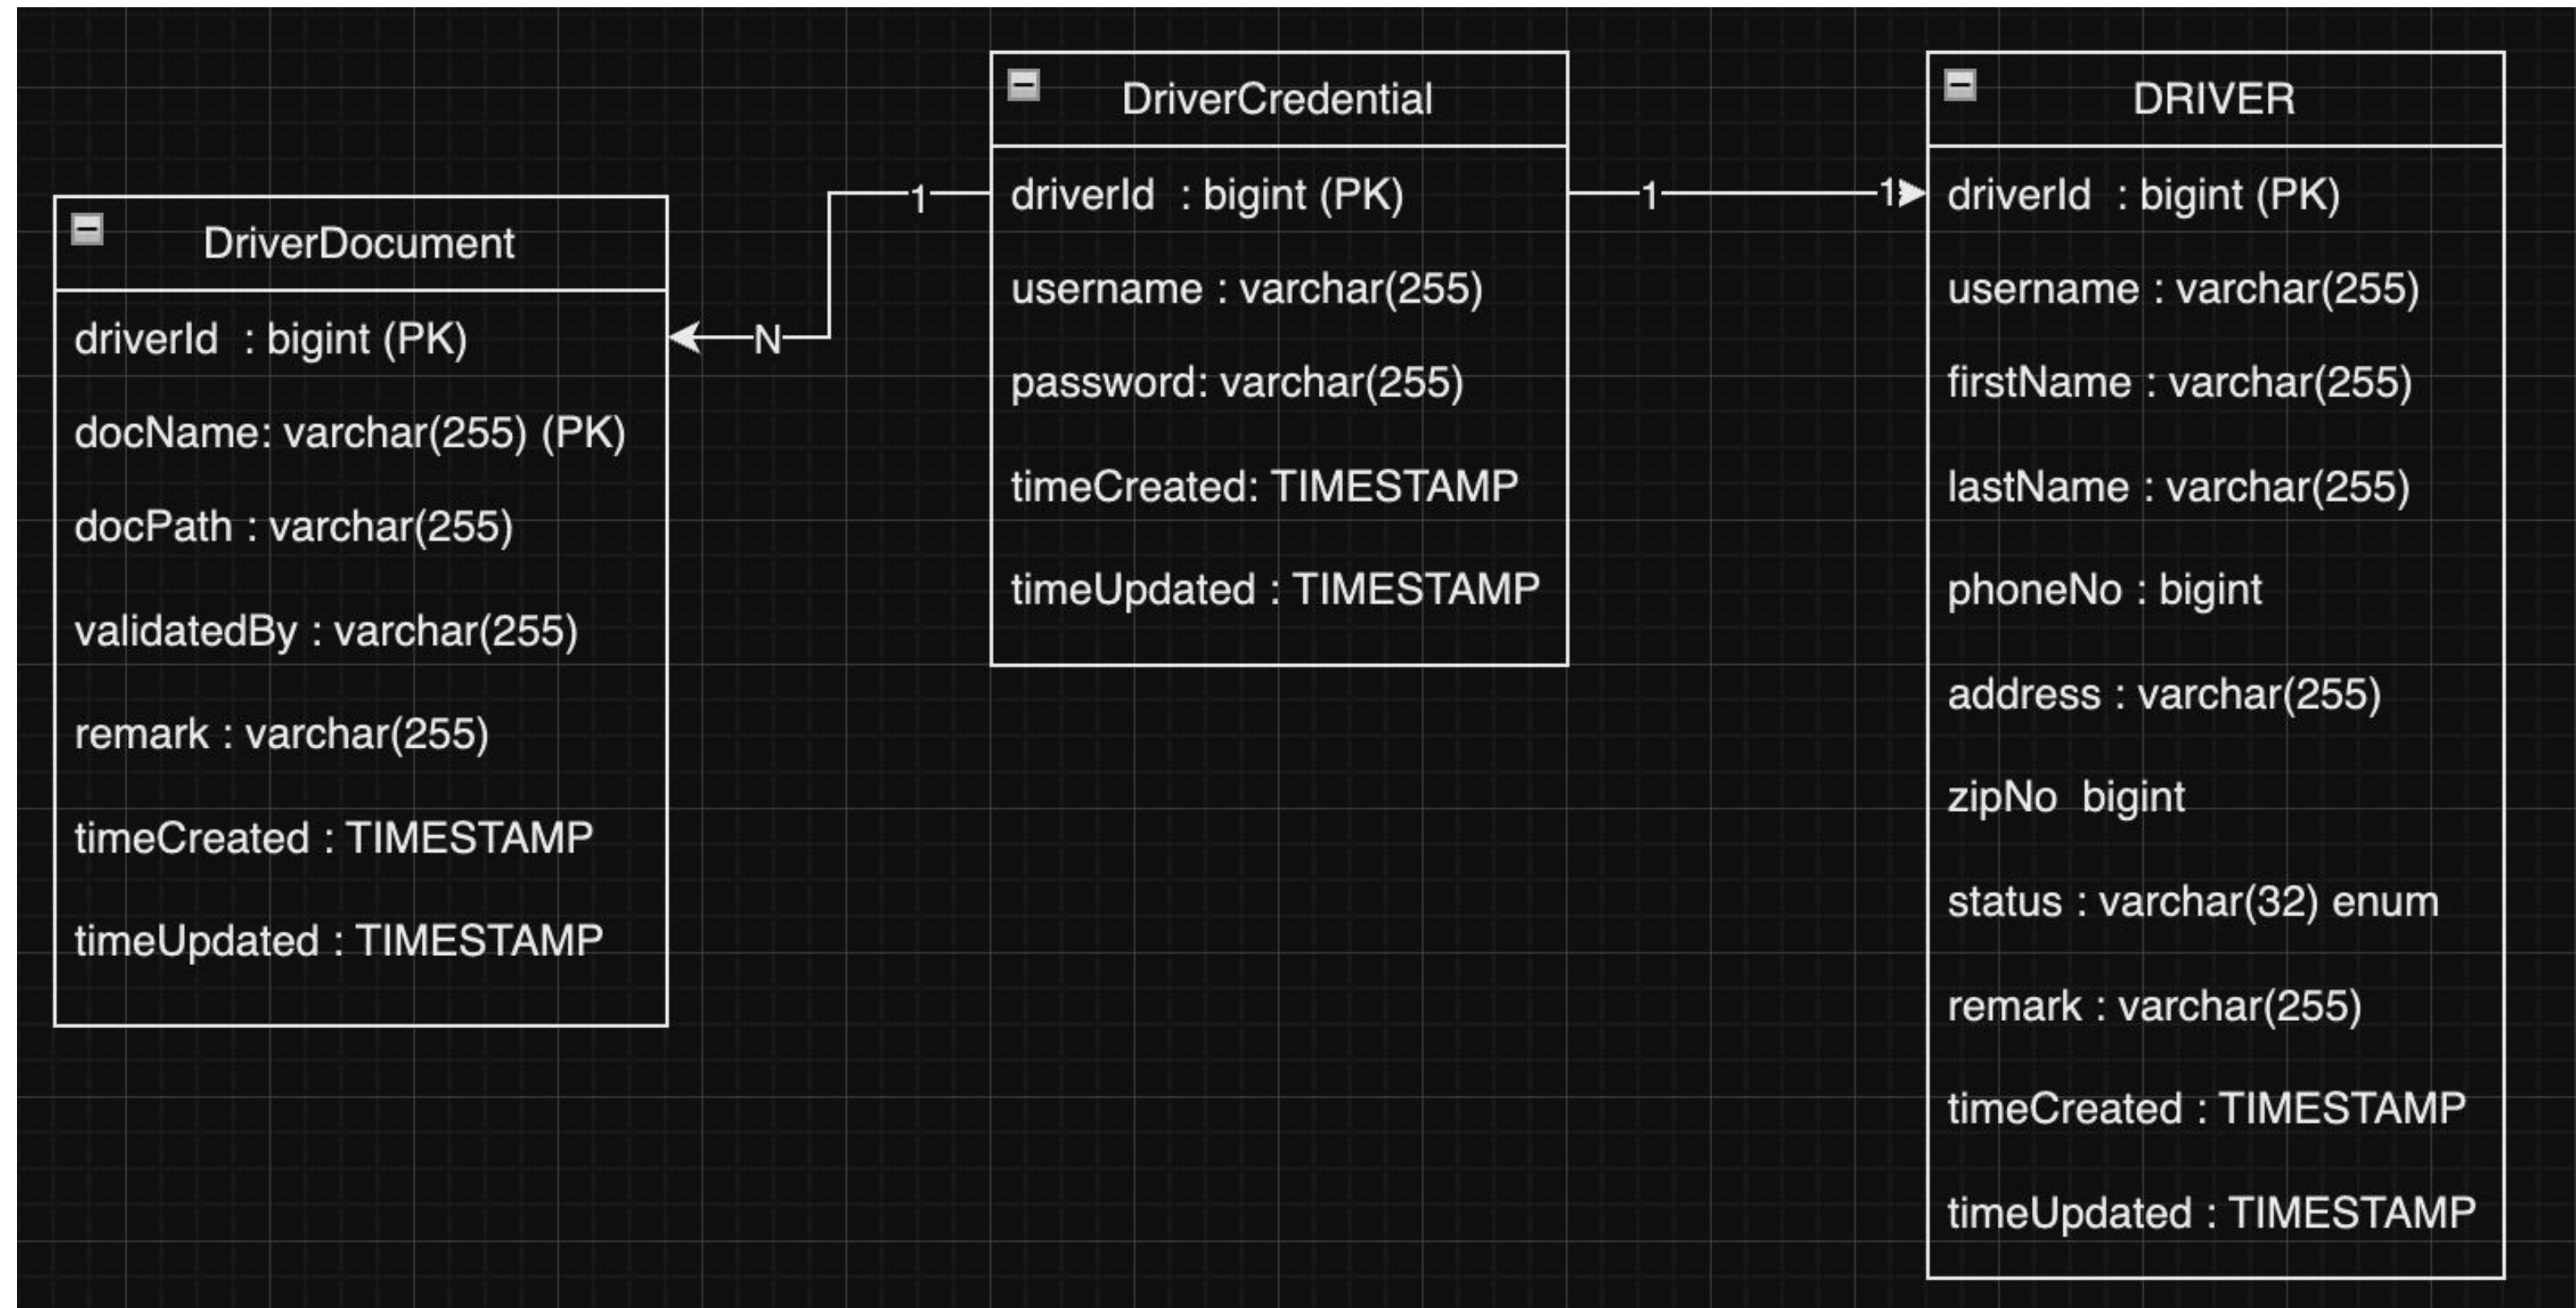 DriverDocument
driverId : bigint (PK)
docName: varchar(255) (PK)
docPath : varchar(255)
validatedBy : varchar(255)
remark : varchar(255)
timeCreated : TIMESTAMP
timeUpdated : TIMESTAMP
N
1
DriverCredential
driverId : bigint (PK)
username : varchar(255)
password: varchar(255)
timeCreated: TIMESTAMP
timeUpdated : TIMESTAMP
1
1
DRIVER
driverId : bigint (PK)
username : varchar(255)
firstName : varchar(255)
lastName : varchar(255)
phoneNo : bigint
address : varchar(255)
zipNo bigint
status : varchar(32) enum
remark : varchar(255)
timeCreated : TIMESTAMP
timeUpdated : TIMESTAMP